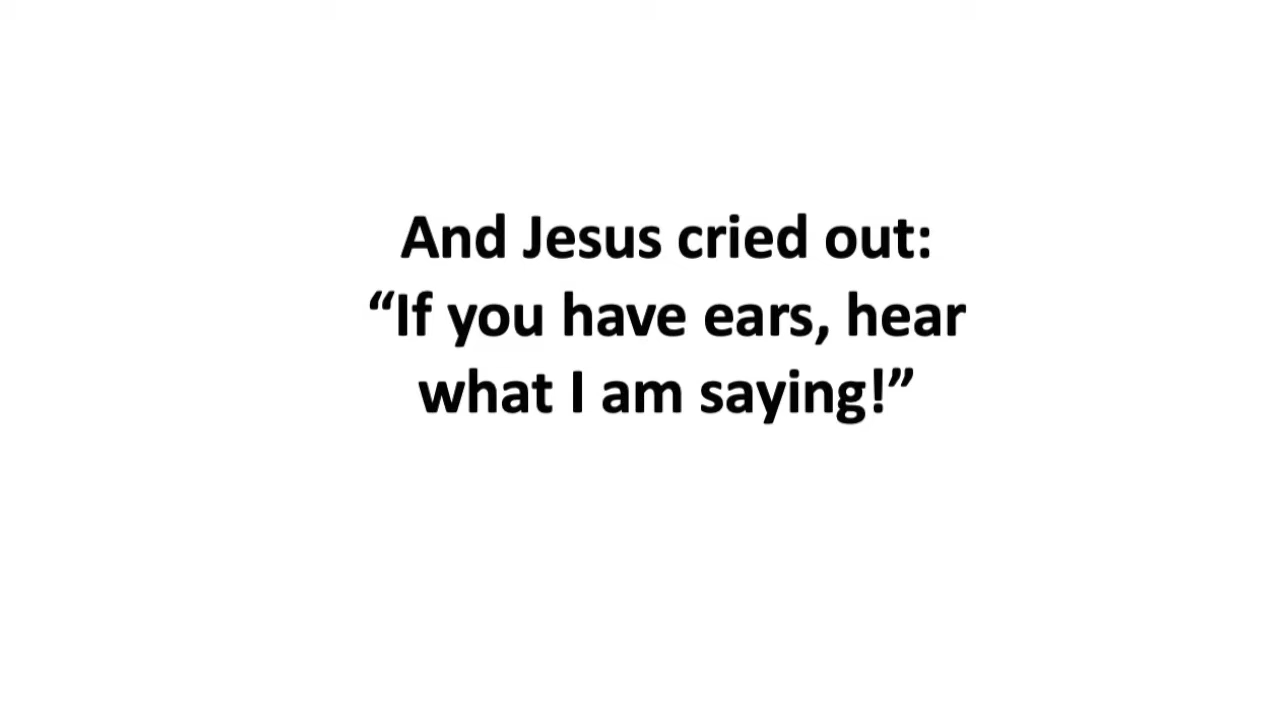 And Jesus cried out:
“If you have ears, hear
what I am saying!”